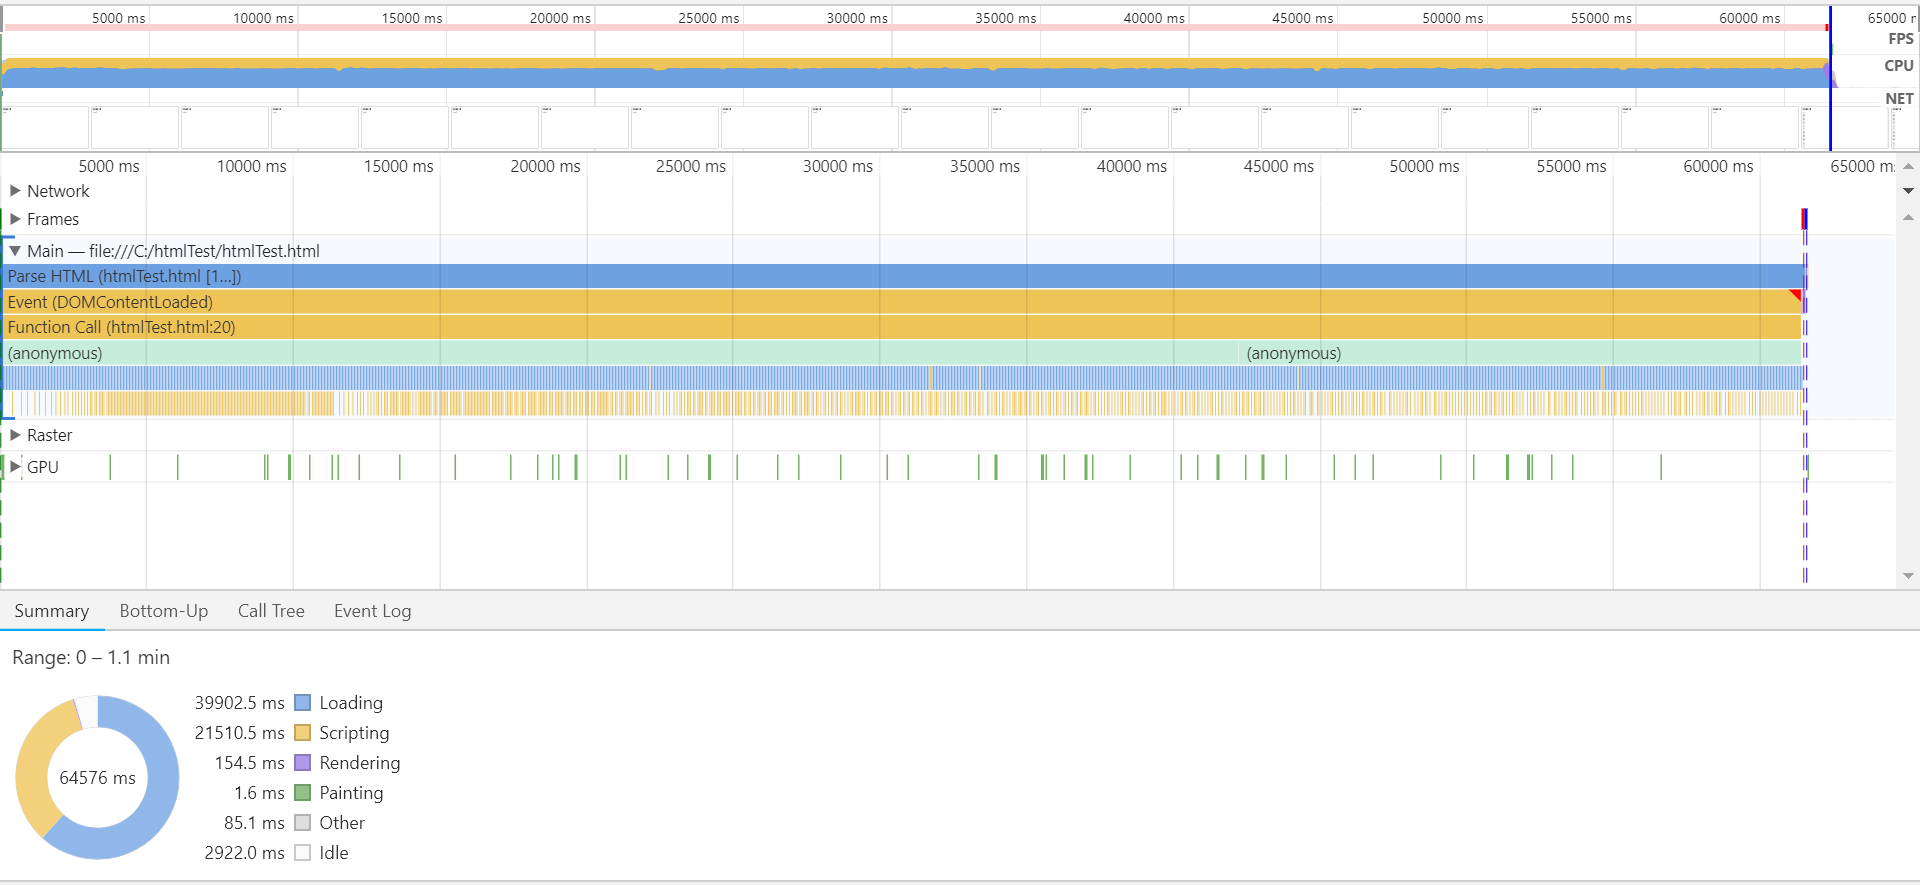 5000 ms 10000 ms 15000 ms 20000 ms 25000 ms 30000 ms 35000 ms 40000 ms 45000 ms 50000 ms 55000 ms 60000 ms 65000
FPS
CPU
NET
5000 ms 10000 ms 15000 ms 20000 ms 25000 ms 30000 ms 35000 ms 40000 ms 45000 ms 50000 ms 55000 ms 60000 ms 65000 m
Network
Frames
Main — file:///C:/htmlTest/htmlTest.html
Parse HTML (htmlTest.html [1…])
Event (DOMContentLoaded)
Function Call (htmlTest.html:20)
(anonymous) (anonymous)
Raster
GPU
Summary Bottom-Up Call Tree Event Log
Range: 0 – 1.1 min
39902.5 ms Loading
21510.5 ms Scripting
154.5 ms Rendering
64576 ms
1.6 ms Painting
85.1 ms Other
2922.0 ms Idle